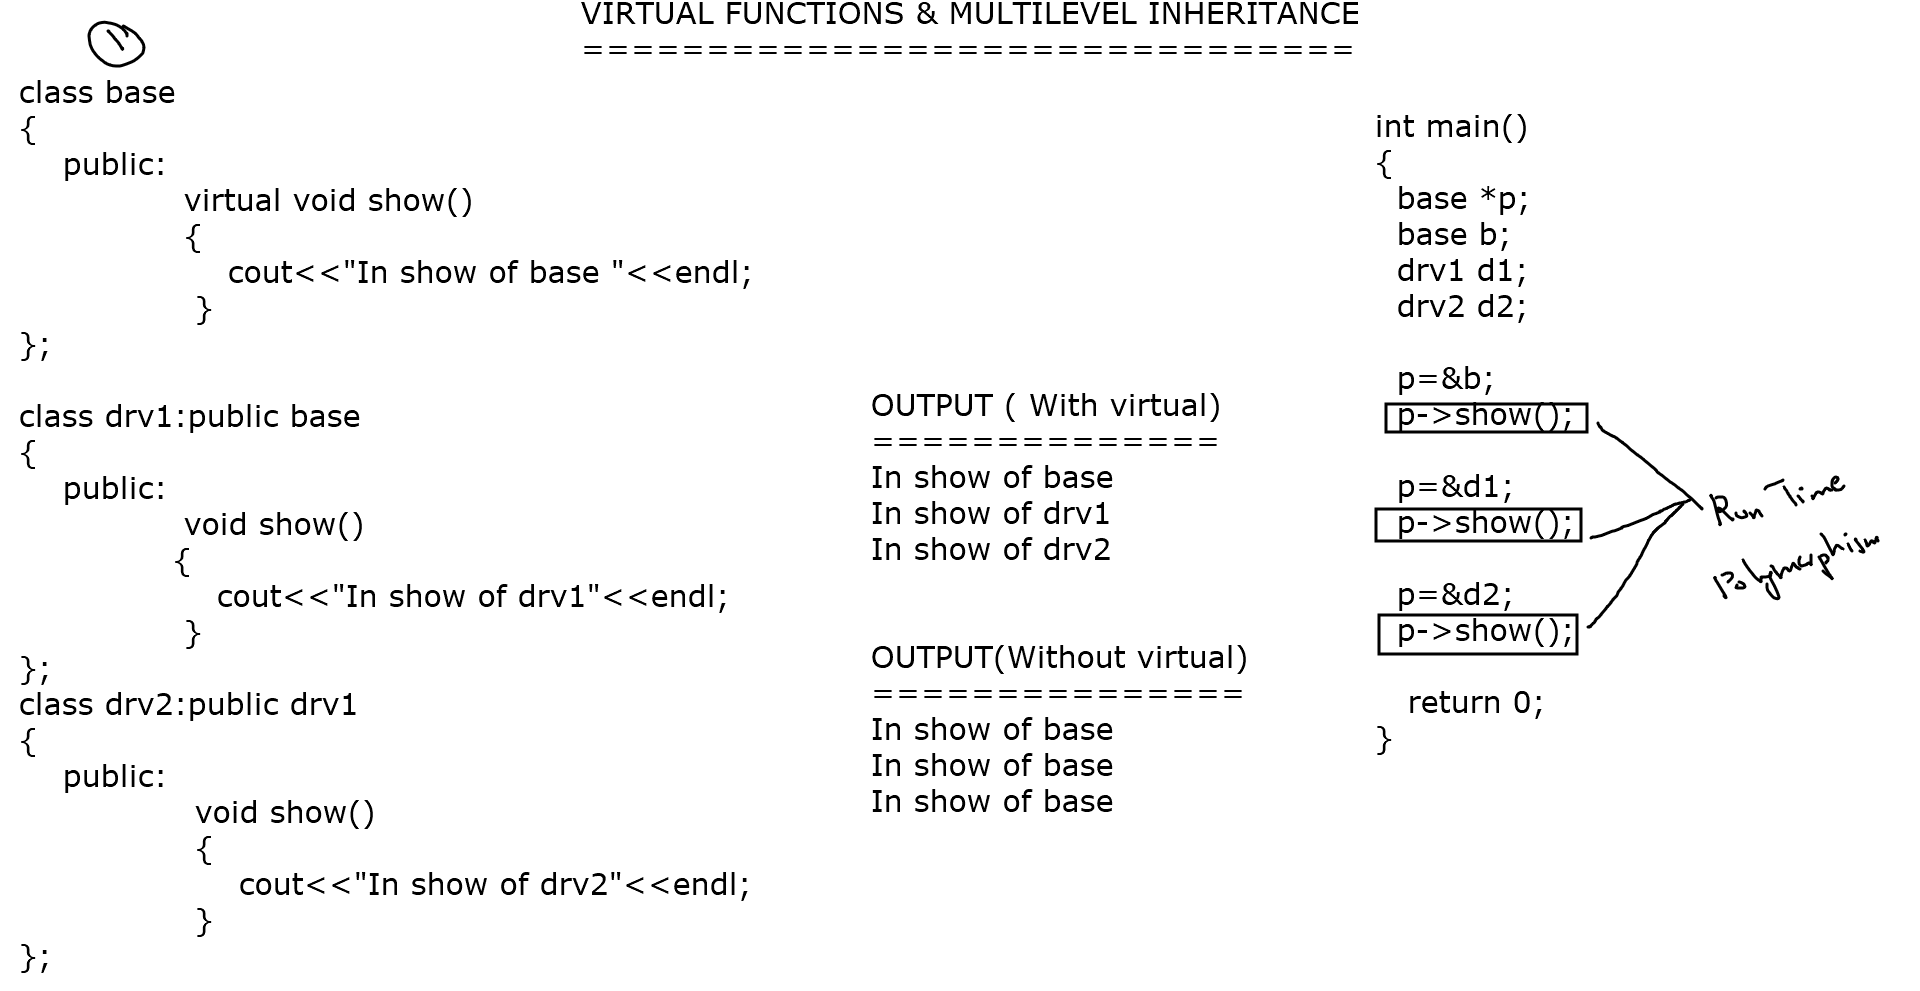 VIRTUAL FUNCTIONS & MULTILEVEL INHERITANCE
===============================
class base
{
public:
virtual void show()
{
cout<<"In show of base "<<endl;
}
};
class drv1:public base
{
public:
void show()
{
cout<<"In show of drv1"<<endl;
}
};
class drv2:public drv1
{
public:
void show()
{
cout<<"In show of drv2"<<endl;
}
};
OUTPUT ( With virtual)
==============
In show of base
In show of drv1
In show of drv2
OUTPUT(Without virtual)
===============
In show of base
In show of base
In show of base
int main()
{
base *p;
base b;
drv1 d1;
drv2 d2;
p=&b;
p->show();
p=&d1;
p->show();
p=&d2;
p->show();
return 0;
}
Run Time
Polymorphism